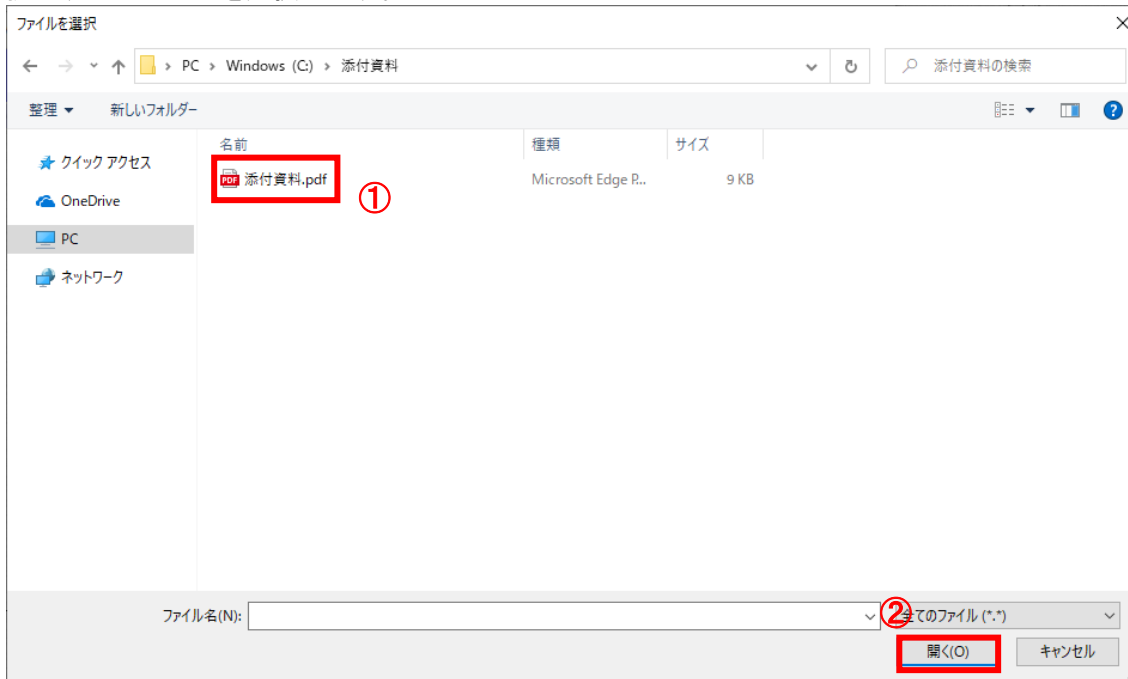 ファイルを選択
PC › Windows (C:) › 添付資料
添付資料の検索
整理 新しいフォルダー
名前 種類 サイズ
クイック アクセス
添付資料.pdf Microsoft Edge P... 9 KB
①
OneDrive
PC
ネットワーク
ファイル名(N):
②
全てのファイル (*.*)
開く(O) キャンセル